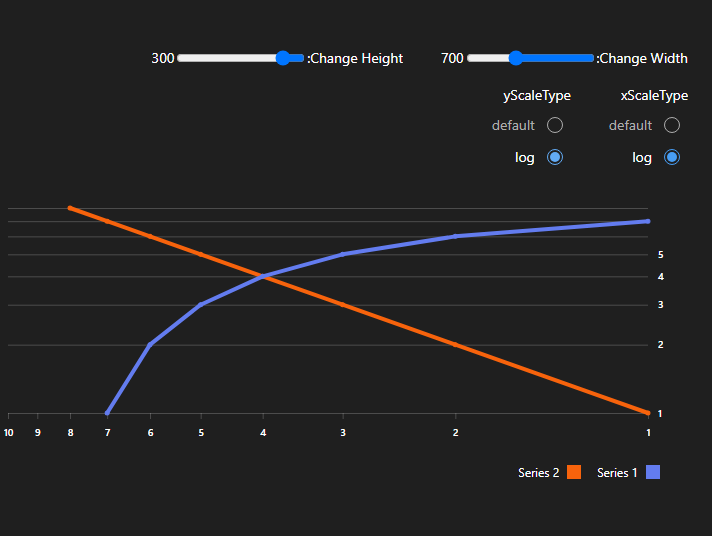 300 :Change Height 700 :Change Width
yScaleType xScaleType
default default
log log
5
4
3
2
1
10 9 8 7 6 5 4 3 2 1
Series 2 Series 1